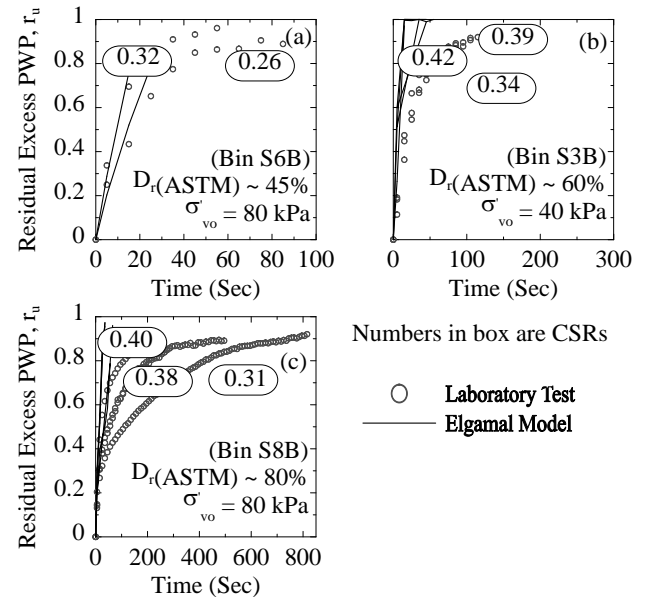 Residual Excess PWP, r_u
1
0.8
0.6
0.4
0.2
0
(a)
0.32
0.26
(Bin S6B)
D_r(ASTM) ~ 45%
σ'_vo = 80 kPa
0 20 40 60 80 100
Time (Sec)
(b)
0.39
0.42
0.34
(Bin S3B)
D_r(ASTM) ~ 60%
σ'_vo = 40 kPa
0 100 200 300
Time (Sec)
Residual Excess PWP, r_u
1
0.8
0.6
0.4
0.2
0
0.40
0.38
0.31
(c)
(Bin S8B)
D_r(ASTM) ~ 80%
σ'_vo = 80 kPa
0 200 400 600 800
Time (Sec)
Numbers in box are CSRs
Laboratory Test
Elgamal Model